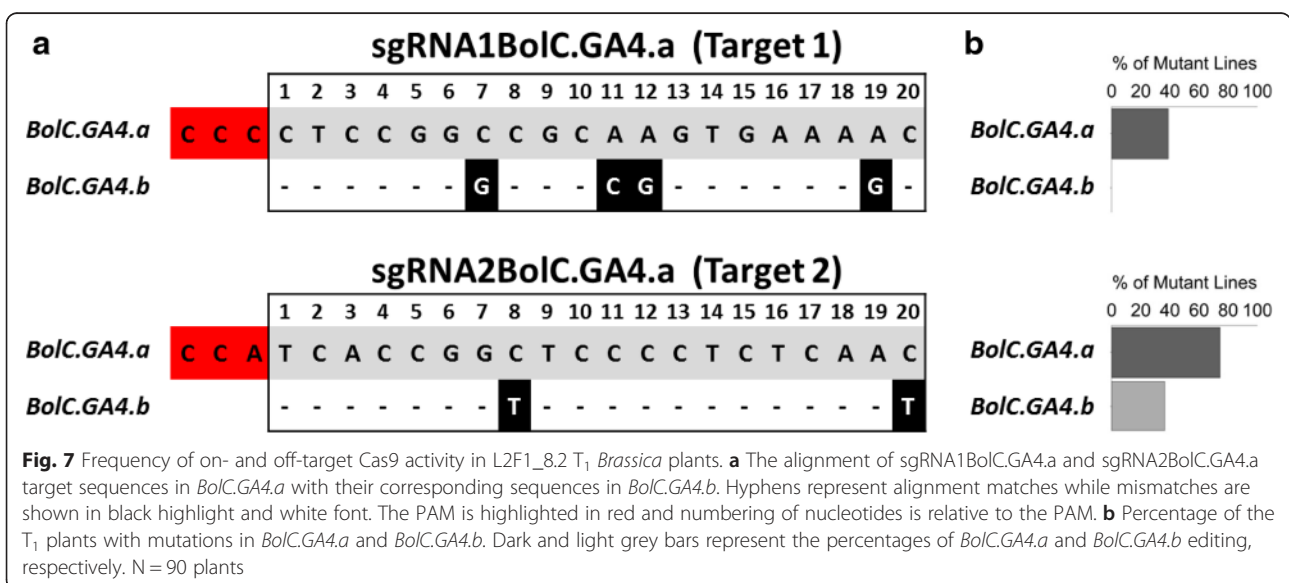 a
sgRNA1BolC.GA4.a (Target 1)
1 2 3 4 5 6 7 8 9 10 11 12 13 14 15 16 17 18 19 20
BolC.GA4.a C C C C T C C G G C C G C A A G T G A A A A C
BolC.GA4.b - - - - - - G - - - C G - - - - - - G -
sgRNA2BolC.GA4.a (Target 2)
1 2 3 4 5 6 7 8 9 10 11 12 13 14 15 16 17 18 19 20
BolC.GA4.a C C A T C A C C G G C T C C C C T C T C A A C
BolC.GA4.b - - - - - - - T - - - - - - - - - - - T
b
% of Mutant Lines
0 20 40 60 80 100
BolC.GA4.a
BolC.GA4.b
% of Mutant Lines
0 20 40 60 80 100
BolC.GA4.a
BolC.GA4.b
Fig. 7 Frequency of on- and off-target Cas9 activity in L2F1_8.2 T₁ Brassica plants. a The alignment of sgRNA1BolC.GA4.a and sgRNA2BolC.GA4.a
target sequences in BolC.GA4.a with their corresponding sequences in BolC.GA4.b. Hyphens represent alignment matches while mismatches are
shown in black highlight and white font. The PAM is highlighted in red and numbering of nucleotides is relative to the PAM. b Percentage of the
T₁ plants with mutations in BolC.GA4.a and BolC.GA4.b. Dark and light grey bars represent the percentages of BolC.GA4.a and BolC.GA4.b editing,
respectively. N = 90 plants